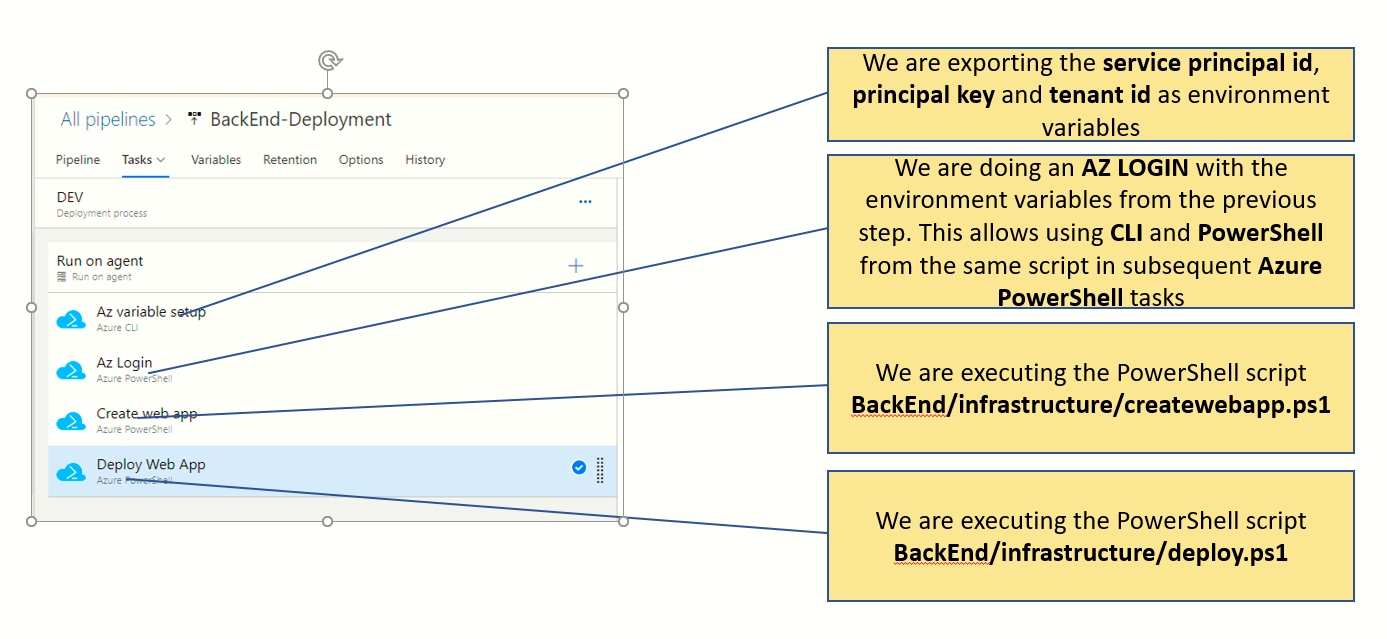 All pipelines > BackEnd-Deployment
Pipeline Tasks Variables Retention Options History
DEV
Deployment process
...
Run on agent
Run on agent
Az variable setup
Azure CLI
Az Login
Azure PowerShell
Create web app
Azure PowerShell
Deploy Web App
Azure PowerShell
We are exporting the service principal id,
principal key and tenant id as environment
variables
We are doing an AZ LOGIN with the
environment variables from the previous
step. This allows using CLI and PowerShell
from the same script in subsequent Azure
PowerShell tasks
We are executing the PowerShell script
BackEnd/infrastructure/createwebapp.ps1
We are executing the PowerShell script
BackEnd/infrastructure/deploy.ps1